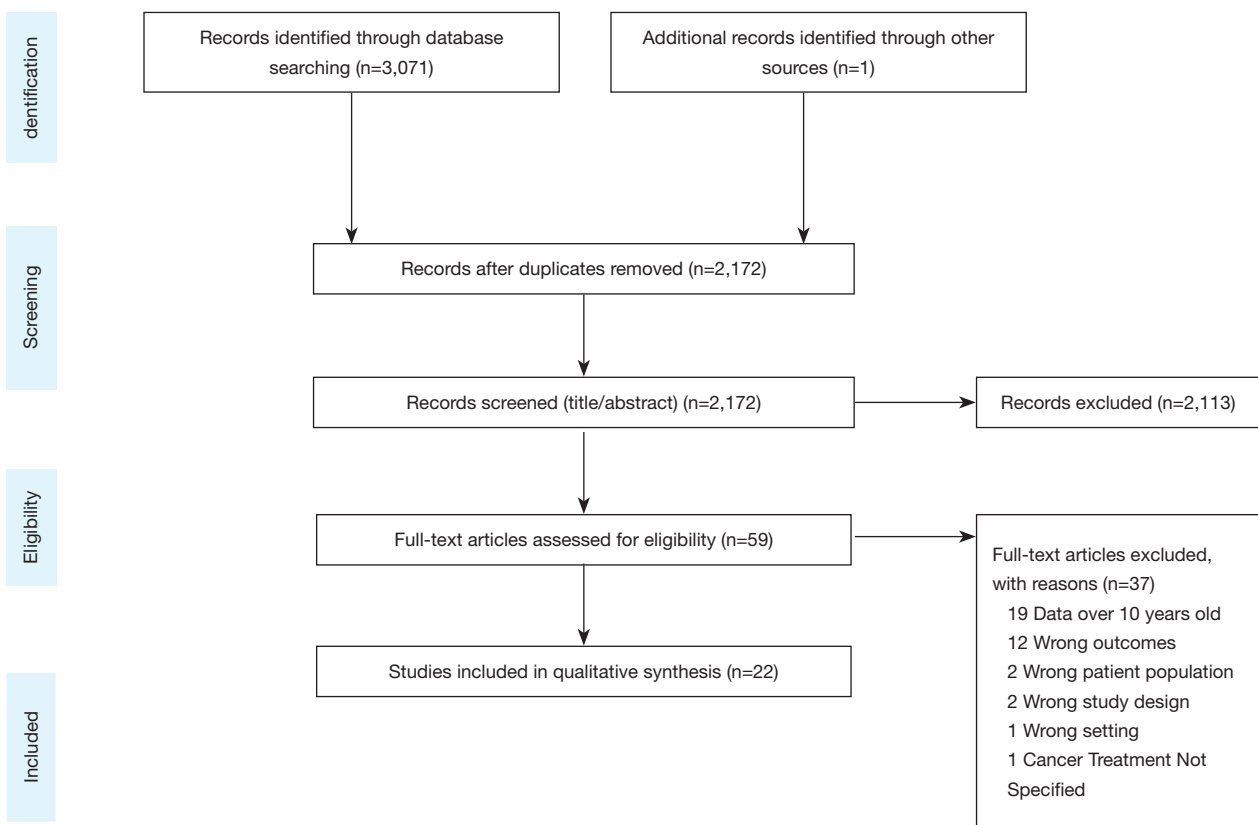 dentification
Records identified through database
searching (n=3,071)
Additional records identified through other
sources (n=1)
Screening
Records after duplicates removed (n=2,172)
Records screened (title/abstract) (n=2,172)
Records excluded (n=2,113)
Eligibility
Full-text articles assessed for eligibility (n=59)
Full-text articles excluded,
with reasons (n=37)
19 Data over 10 years old
12 Wrong outcomes
2 Wrong patient population
2 Wrong study design
1 Wrong setting
1 Cancer Treatment Not
Specified
Included
Studies included in qualitative synthesis (n=22)